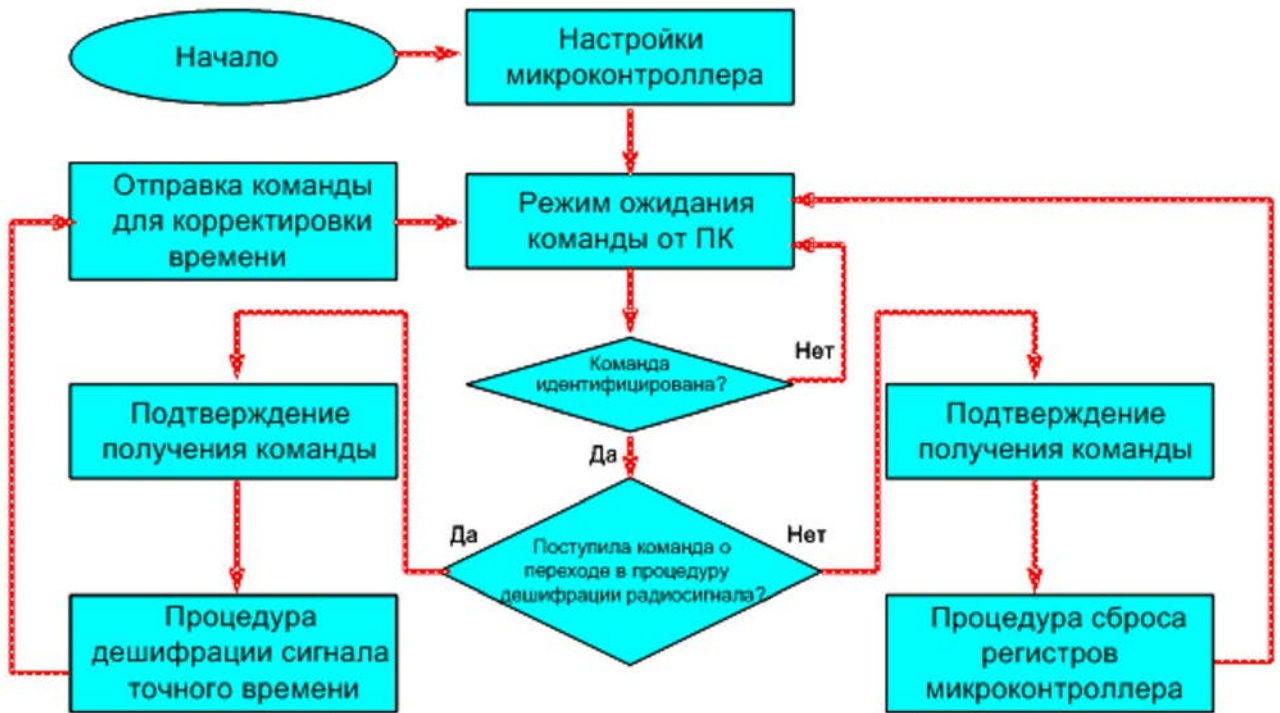 Начало
Настройки
микроконтроллера
Отправка команды
для корректировки
времени
Режим ожидания
команды от ПК
Команда
идентифицирована?
Нет
Да
Подтверждение
получения команды
Подтверждение
получения команды
Да
Поступила команда о
переходе в процедуру
дешифрации радиосигнала?
Нет
Процедура
дешифрации сигнала
точного времени
Процедура сброса
регистров
микроконтроллера